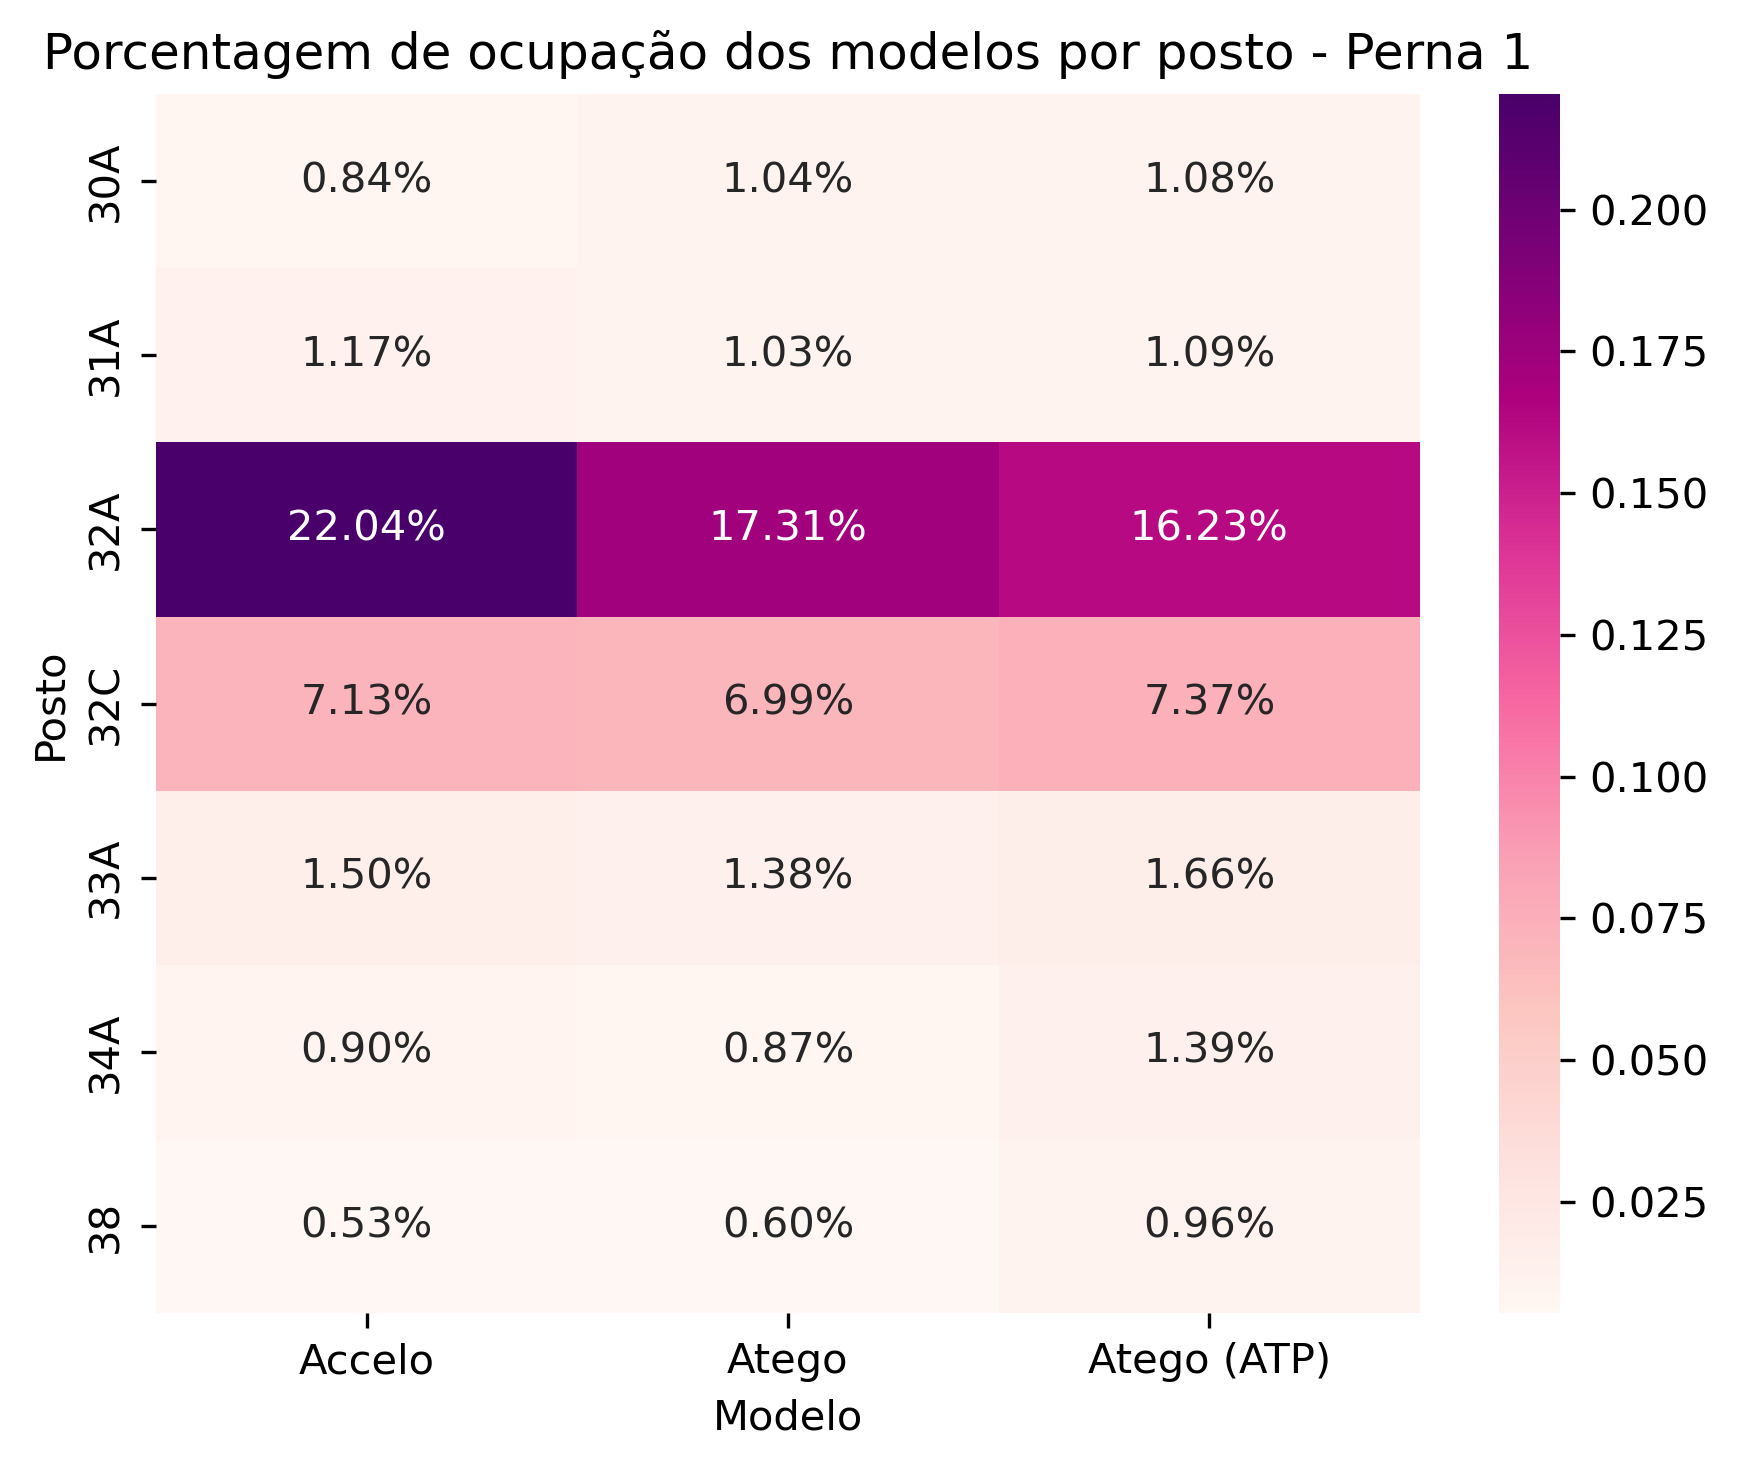 Porcentagem de ocupação dos modelos por posto - Perna 1
30A 0.84% 1.04% 1.08%
31A 1.17% 1.03% 1.09%
32A 22.04% 17.31% 16.23%
32C 7.13% 6.99% 7.37%
33A 1.50% 1.38% 1.66%
34A 0.90% 0.87% 1.39%
38 0.53% 0.60% 0.96%
Posto
Accelo Atego Atego (ATP)
Modelo
0.200
0.175
0.150
0.125
0.100
0.075
0.050
0.025